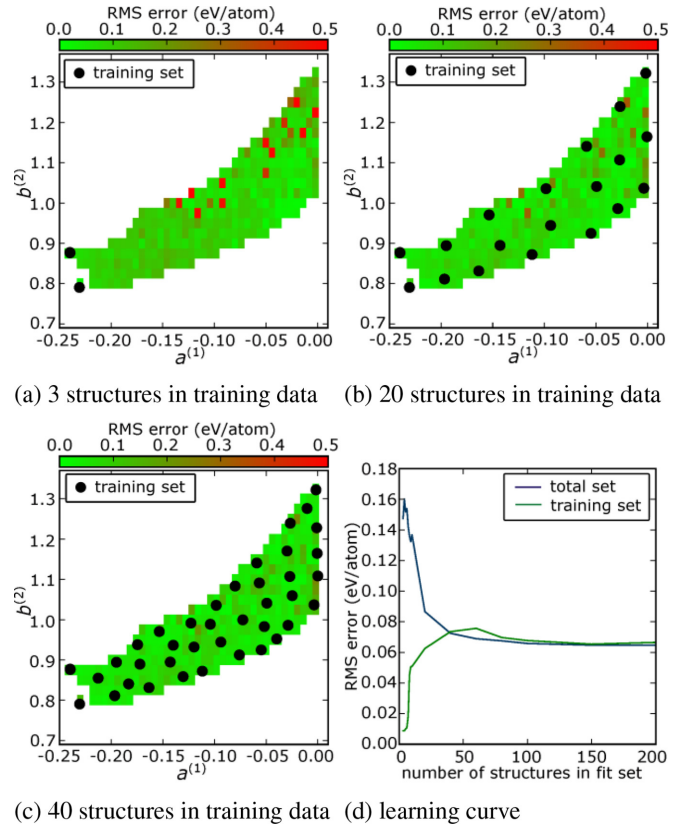 RMS error (eV/atom)
0.0 0.1 0.2 0.3 0.4 0.5
training set
1.3
1.2
1.1
1.0
0.9
0.8
0.7
b(2)
-0.25 -0.20 -0.15 -0.10 -0.05 0.00
a(1)
(a) 3 structures in training data
RMS error (eV/atom)
0.0 0.1 0.2 0.3 0.4 0.5
training set
1.3
1.2
1.1
1.0
0.9
0.8
0.7
b(2)
-0.25 -0.20 -0.15 -0.10 -0.05 0.00
a(1)
(b) 20 structures in training data
RMS error (eV/atom)
0.0 0.1 0.2 0.3 0.4 0.5
training set
1.3
1.2
1.1
1.0
0.9
0.8
0.7
b(2)
-0.25 -0.20 -0.15 -0.10 -0.05 0.00
a(1)
(c) 40 structures in training data
0.18
0.16
0.14
0.12
0.10
0.08
0.06
0.04
0.02
0.00
RMS error (eV/atom)
total set
training set
0 50 100 150 200
number of structures in fit set
(d) learning curve